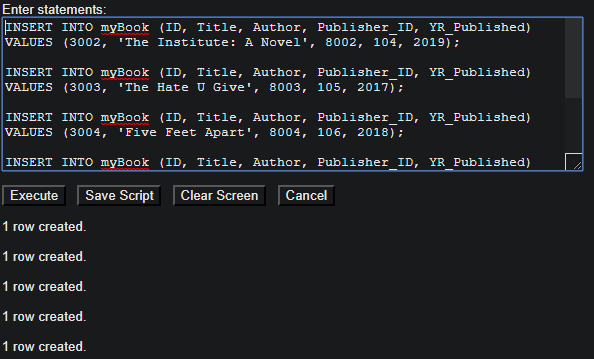 Enter statements:
INSERT INTO myBook (ID, Title, Author, Publisher_ID, YR_Published)
VALUES (3002, 'The Institute: A Novel', 8002, 104, 2019);
INSERT INTO myBook (ID, Title, Author, Publisher_ID, YR_Published)
VALUES (3003, 'The Hate U Give', 8003, 105, 2017);
INSERT INTO myBook (ID, Title, Author, Publisher_ID, YR_Published)
VALUES (3004, 'Five Feet Apart', 8004, 106, 2018);
INSERT INTO myBook (ID, Title, Author, Publisher_ID, YR_Published)
Execute Save Script Clear Screen Cancel
1 row created.
1 row created.
1 row created.
1 row created.
1 row created.